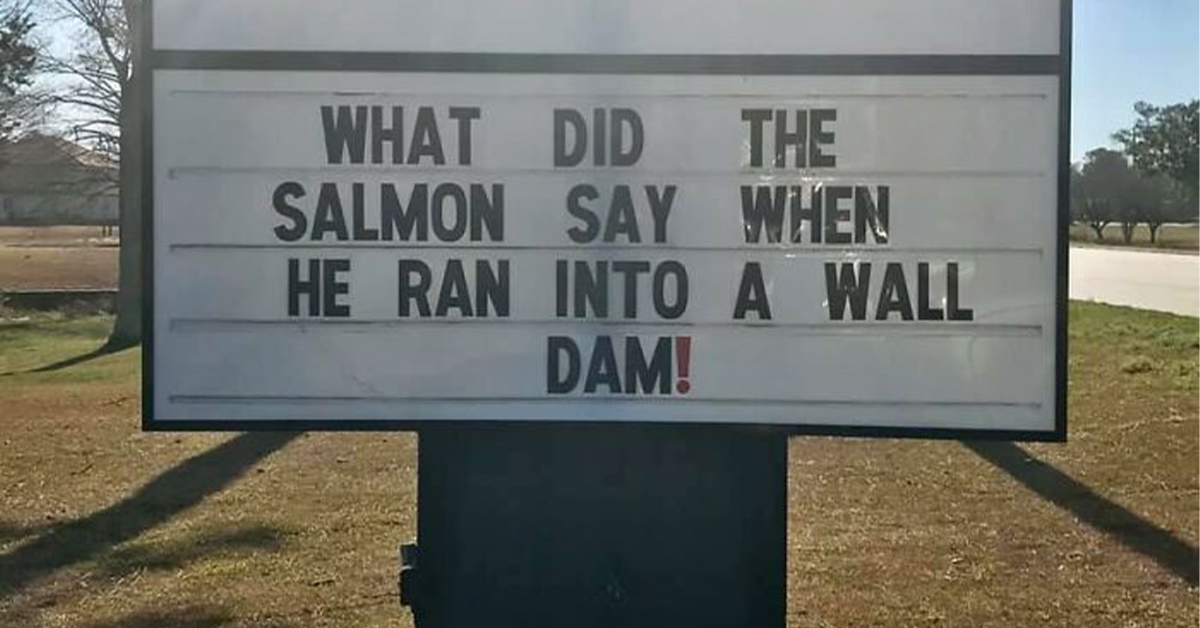 WHAT DID THE
SALMON SAY WHEN
HE RAN INTO A WALL
DAM!